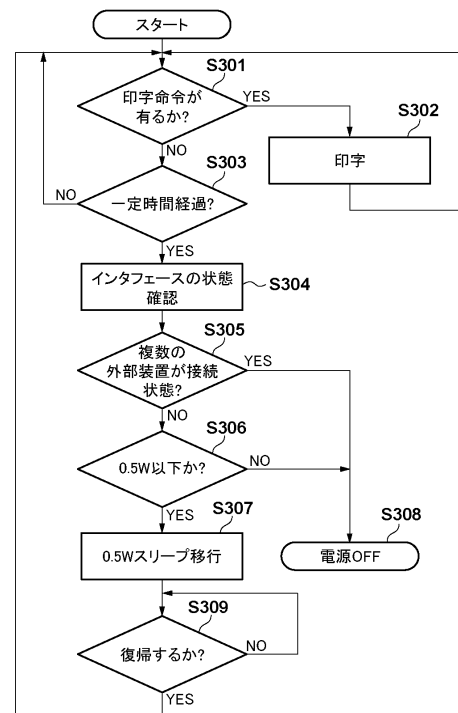 スタート
S301
印字命令が
有るか?
YES
S302
印字
NO
S303
一定時間経過?
NO
YES
インタフェースの状態
確認
S304
S305
複数の
外部装置が接続
状態?
YES
NO
S306
0.5W以下か?
NO
YES
S307
0.5Wスリープ移行
S308
電源OFF
S309
復帰するか?
NO
YES